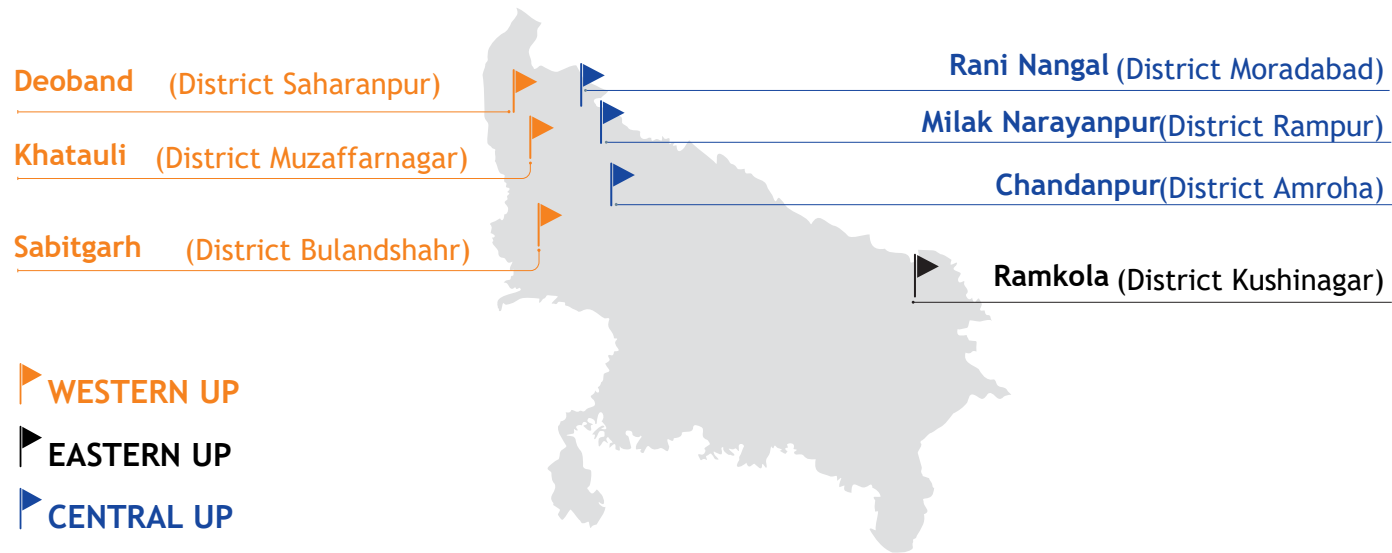 Deoband (District Saharanpur)
Khatauli (District Muzaffarnagar)
Sabitgarh (District Bulandshahr)
Rani Nangal (District Moradabad)
Milak Narayanpur(District Rampur)
Chandanpur(District Amroha)
Ramkola (District Kushinagar)
WESTERN UP
EASTERN UP
CENTRAL UP